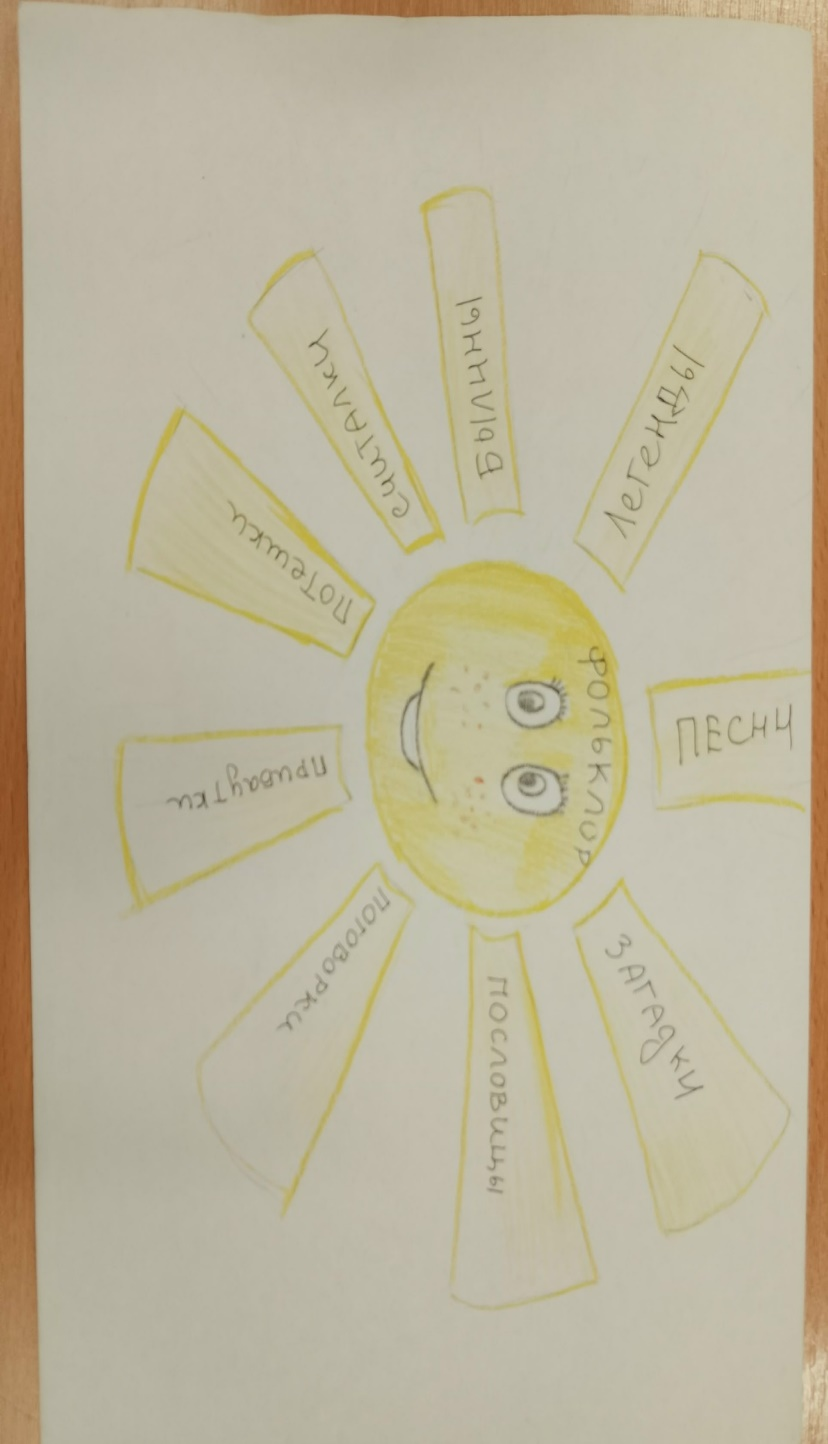 ФОЛЬКЛОР
ПЕСНИ
ЗАГАДКИ
ПОСЛОВИЦЫ
ПОГОВОРКИ
ПРИБАУТКИ
ПОТЕШКИ
СЧИТАЛКИ
БЫЛИНЫ
ЛЕГЕНДЫ